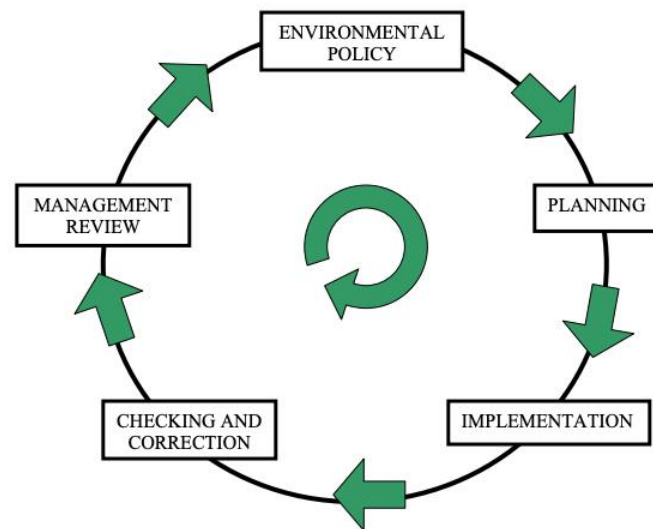 ENVIRONMENTAL
POLICY
PLANNING
IMPLEMENTATION
CHECKING AND
CORRECTION
MANAGEMENT
REVIEW